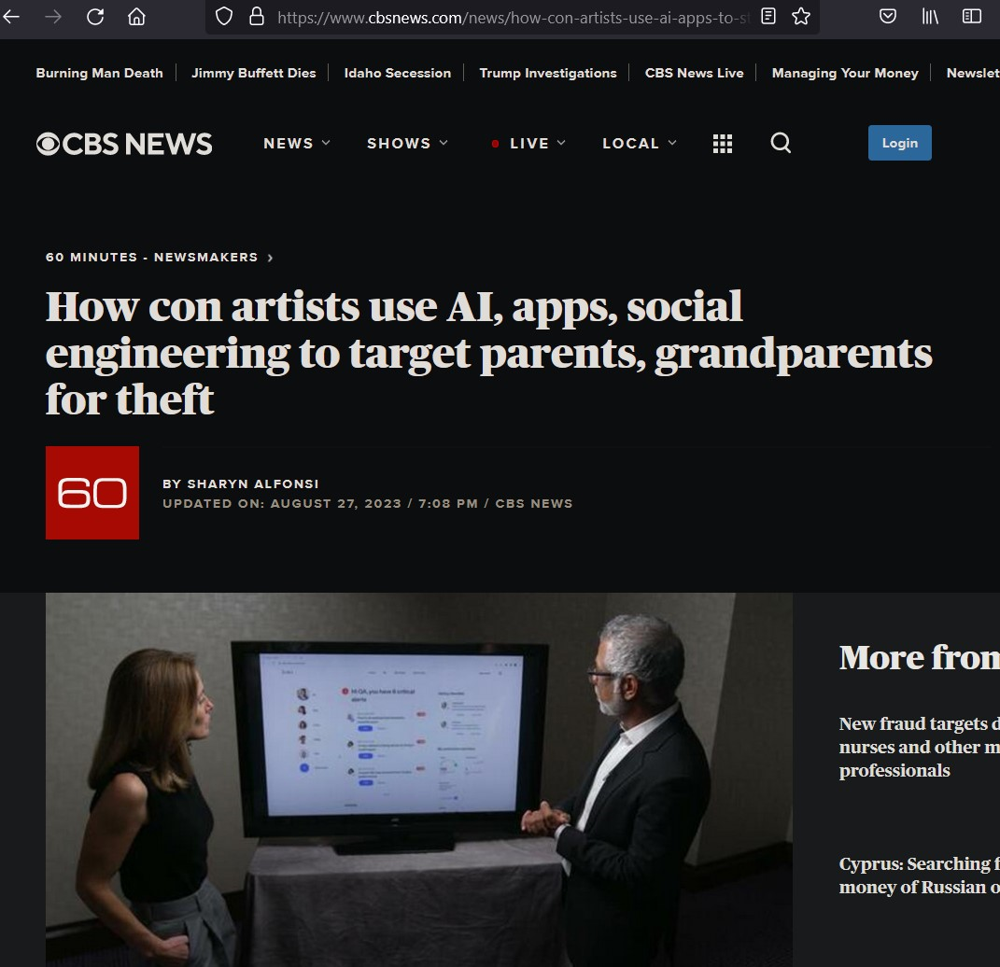 https://www.cbsnews.com/news/how-con-artists-use-ai-apps-to-s
Burning Man Death
Jimmy Buffett Dies
Idaho Secession
Trump Investigations
CBS News Live
Managing Your Money
Newslet
CBS NEWS
NEWS
SHOWS
LIVE
LOCAL
Login
60 MINUTES - NEWSMAKERS ›
How con artists use AI, apps, social
engineering to target parents, grandparents
for theft
60
BY SHARYN ALFONSI
UPDATED ON: AUGUST 27, 2023 / 7:08 PM / CBS NEWS
Hi QA, you have 8 critical
alerts
More from
New fraud targets d
nurses and other m
professionals
Cyprus: Searching f
money of Russian o